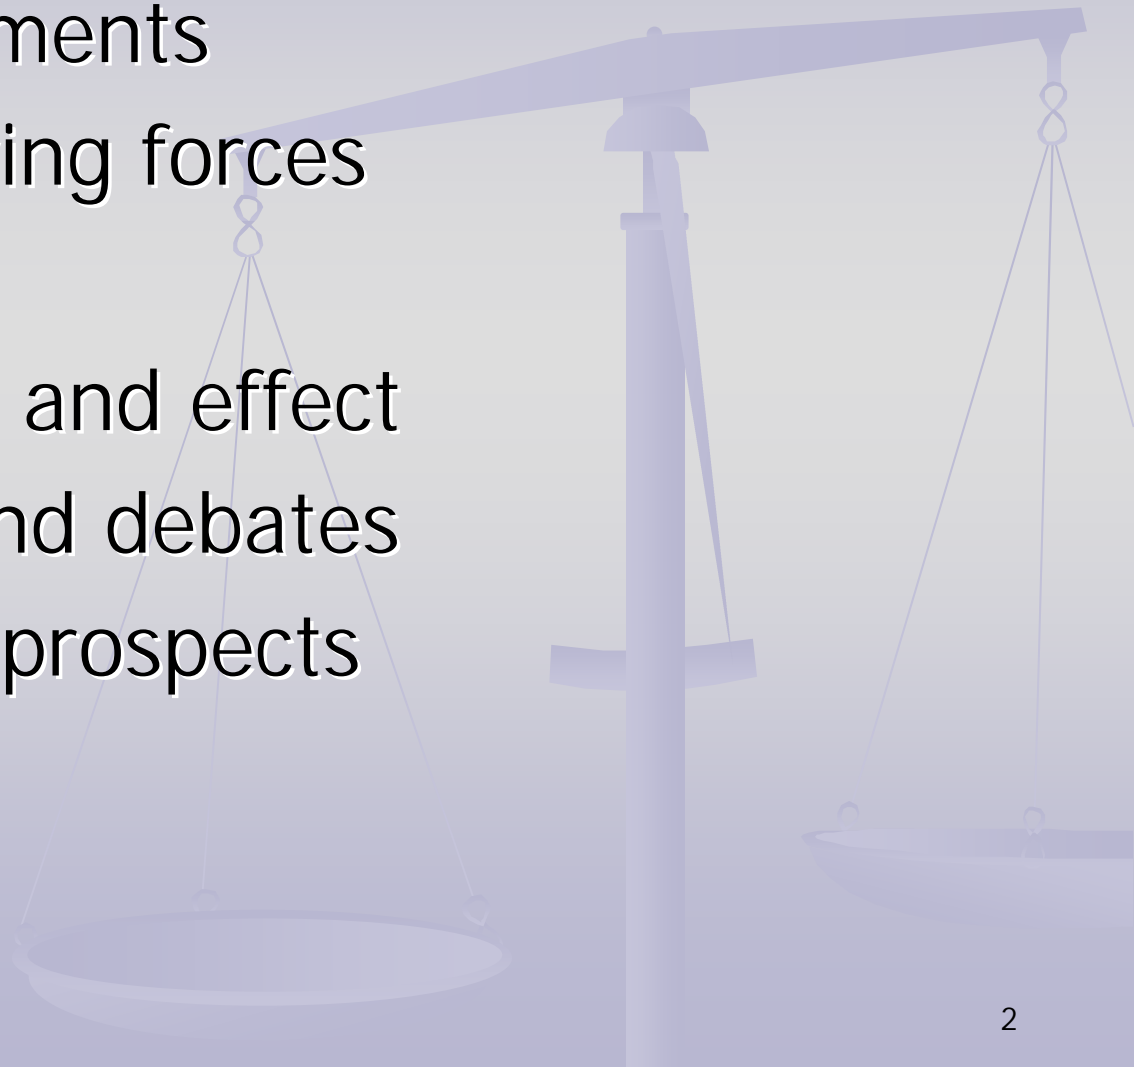 ments
ing forces
and effect
nd debates
prospects
2